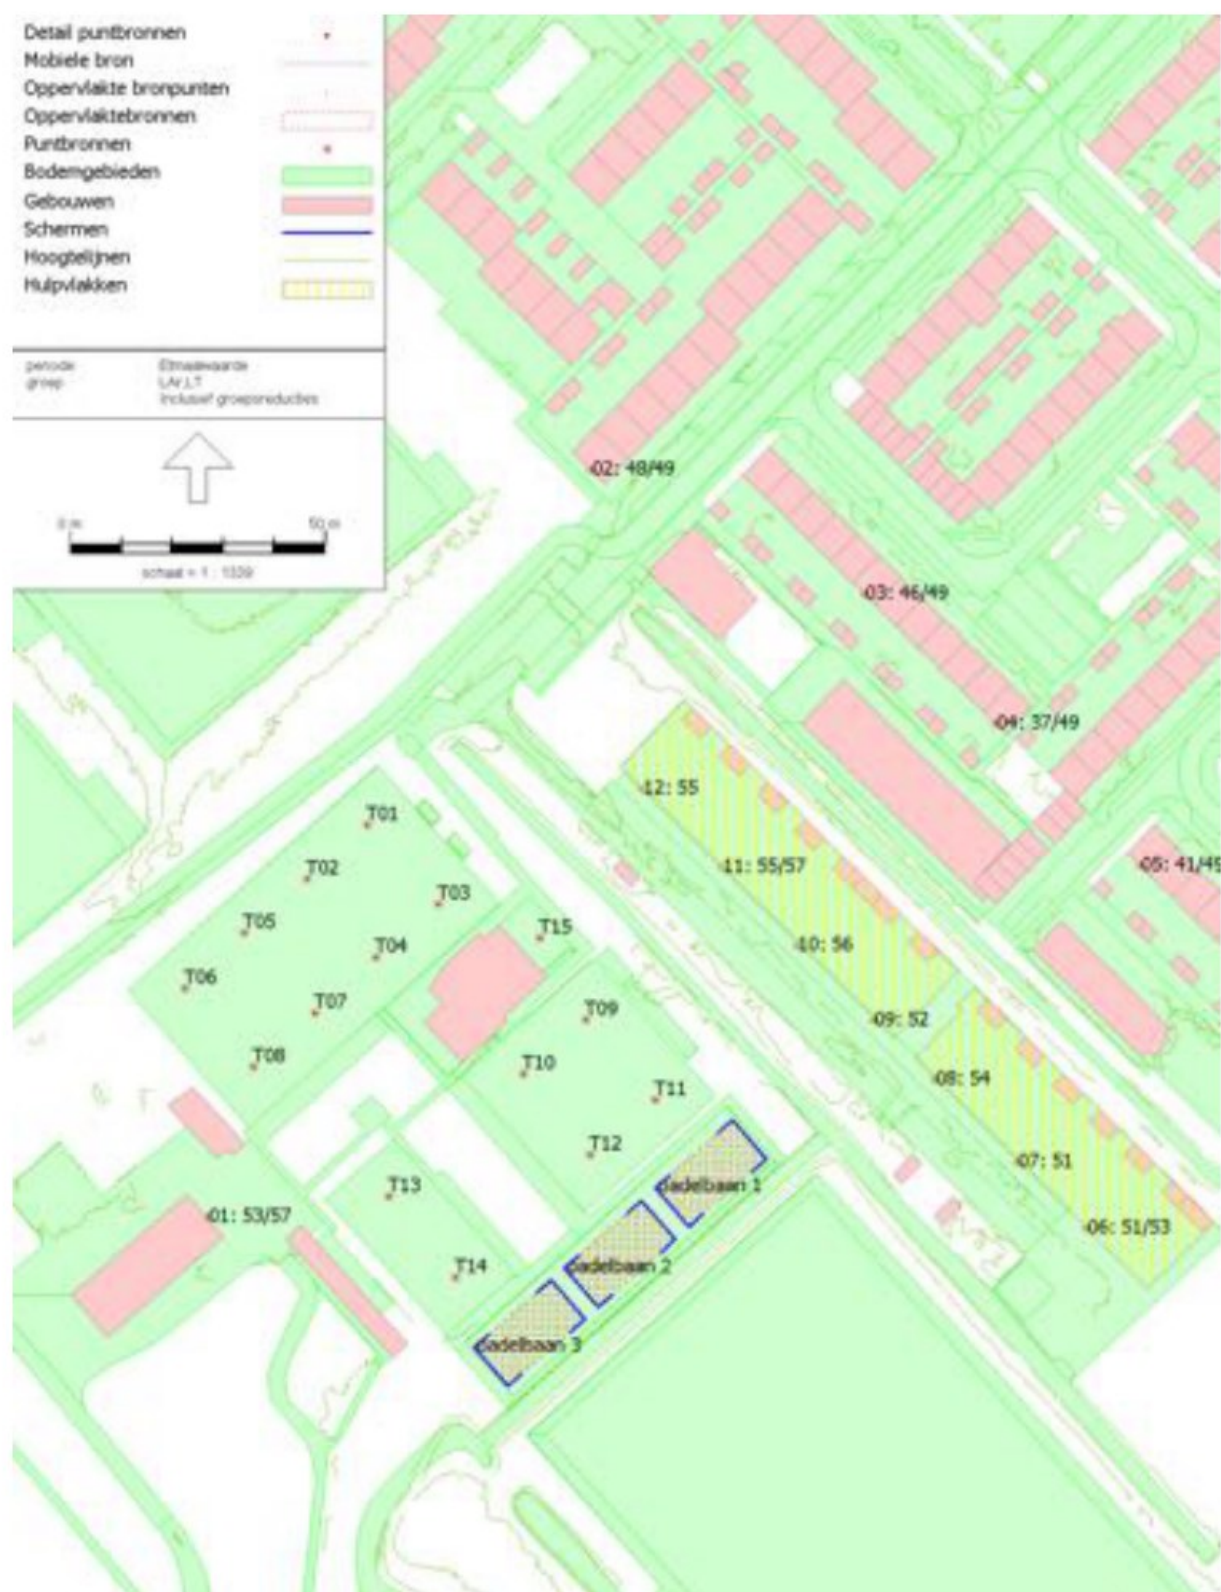 Detail puntbronnen
Mobiele bron
Oppervlakte bronpunten
Oppervlaktebronnen
Puntbronnen
Bodemgebieden
Gebouwen
Schermen
Hoogtelijnen
Hulpvlakken
periode Etmaalwaarde
groep LAr,LT
Inclusief groepsreducties
0 m 50 m
schaal = 1 : 1339
02: 48/49
03: 46/49
04: 37/49
12: 55
T01
11: 55/57
05: 41/49
T02
T03
T05
T15
10: 56
T04
T06
T07
T09
09: 52
T08
T10
08: 54
T11
T12
07: 51
T13
padelbaan 1
01: 53/57
06: 51/53
T14
padelbaan 2
padelbaan 3